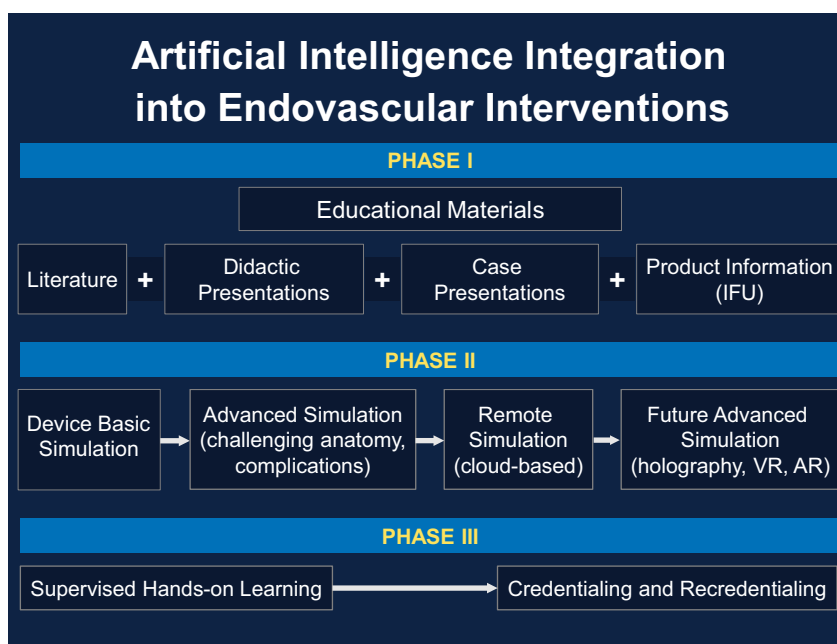 Artificial Intelligence Integration
into Endovascular Interventions
PHASE I
Educational Materials
Literature
+
Didactic
Presentations
+
Case
Presentations
+
Product Information
(IFU)
PHASE II
Device Basic
Simulation
Advanced Simulation
(challenging anatomy,
complications)
Remote
Simulation
(cloud-based)
Future Advanced
Simulation
(holography, VR, AR)
PHASE III
Supervised Hands-on Learning
Credentialing and Recredentialing